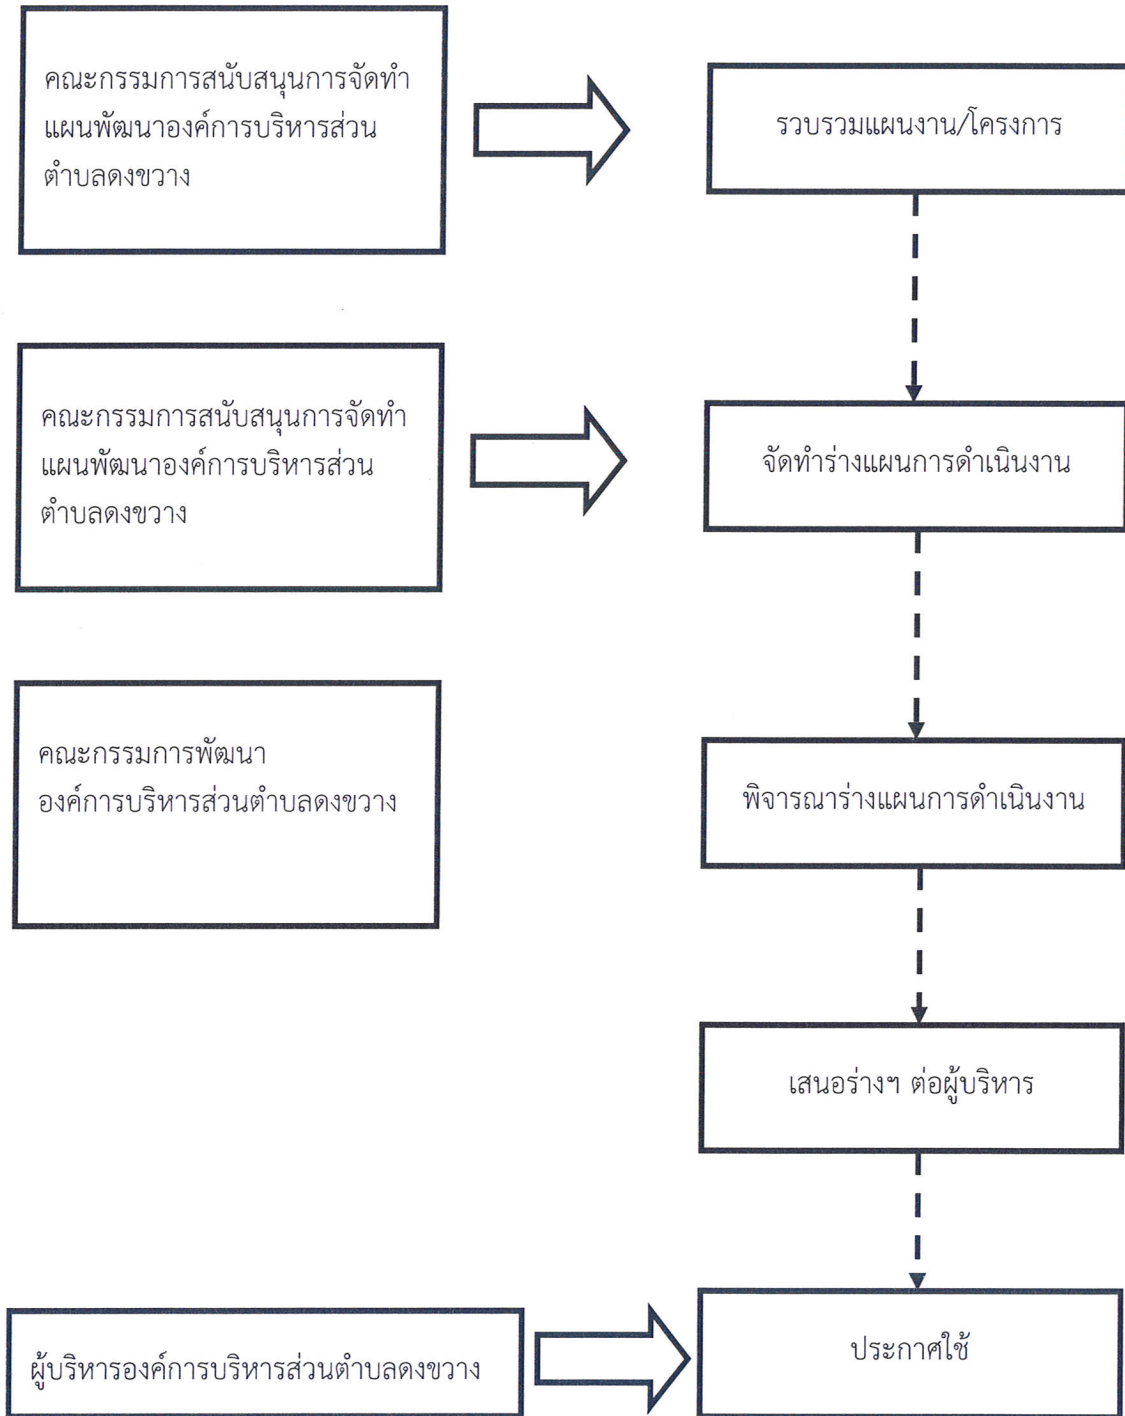 คณะกรรมการสนับสนุนการจัดทำ
แผนพัฒนาองค์การบริหารส่วน
ตำบลดงขวาง
รวบรวมแผนงาน/โครงการ
คณะกรรมการสนับสนุนการจัดทำ
แผนพัฒนาองค์การบริหารส่วน
ตำบลดงขวาง
จัดทำร่างแผนการดำเนินงาน
คณะกรรมการพัฒนา
องค์การบริหารส่วนตำบลดงขวาง
พิจารณาร่างแผนการดำเนินงาน
เสนอร่างฯ ต่อผู้บริหาร
ผู้บริหารองค์การบริหารส่วนตำบลดงขวาง
ประกาศใช้